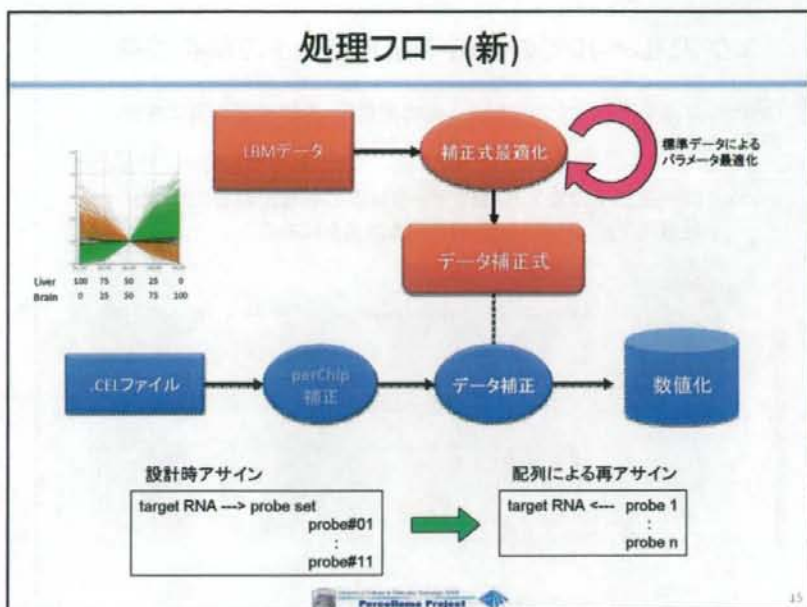 処理フロー(新)
LBMデータ
補正式最適化
標準データによる
パラメータ最適化
データ補正式
Liver 100 75 50 25 0
Brain 0 25 50 75 100
.CELファイル
perChip
補正
データ補正
数値化
設計時アサイン
target RNA ---> probe set
probe#01
:
probe#11
配列による再アサイン
target RNA <--- probe 1
:
probe n
Percellome Project
15